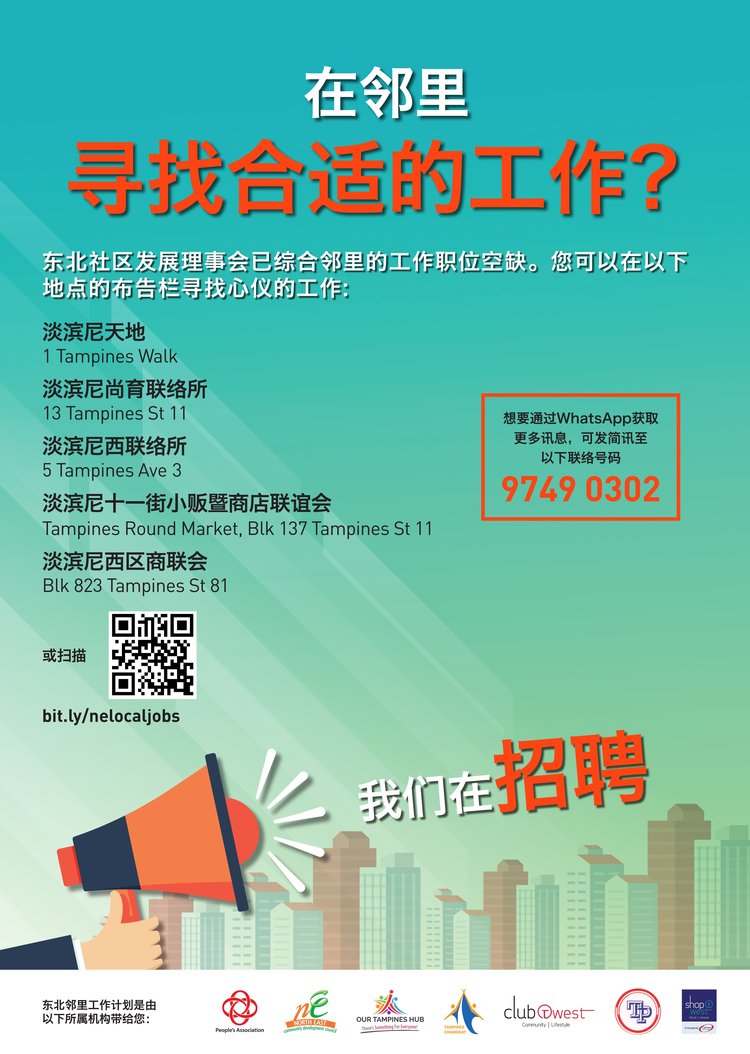 在邻里
寻找合适的工作?
东北社区发展理事会已综合邻里的工作职位空缺。您可以在以下
地点的布告栏寻找心仪的工作:
淡滨尼天地
1 Tampines Walk
淡滨尼尚育联络所
13 Tampines St 11
淡滨尼西联络所
5 Tampines Ave 3
淡滨尼十一街小贩暨商店联谊会
Tampines Round Market, Blk 137 Tampines St 11
淡滨尼西区商联会
Blk 823 Tampines St 81
想要通过WhatsApp获取
更多讯息，可发简讯至
以下联络号码
9749 0302
或扫描
bit.ly/nelocaljobs
我们在招聘
东北邻里工作计划是由
以下所属机构带给您:
People's Association
NORTH EAST
community development council
OUR TAMPINES HUB
There's Something For Everyone!
TAMPINES
CHANGKAT
club@west
Community | Lifestyle
TP
shop@
west